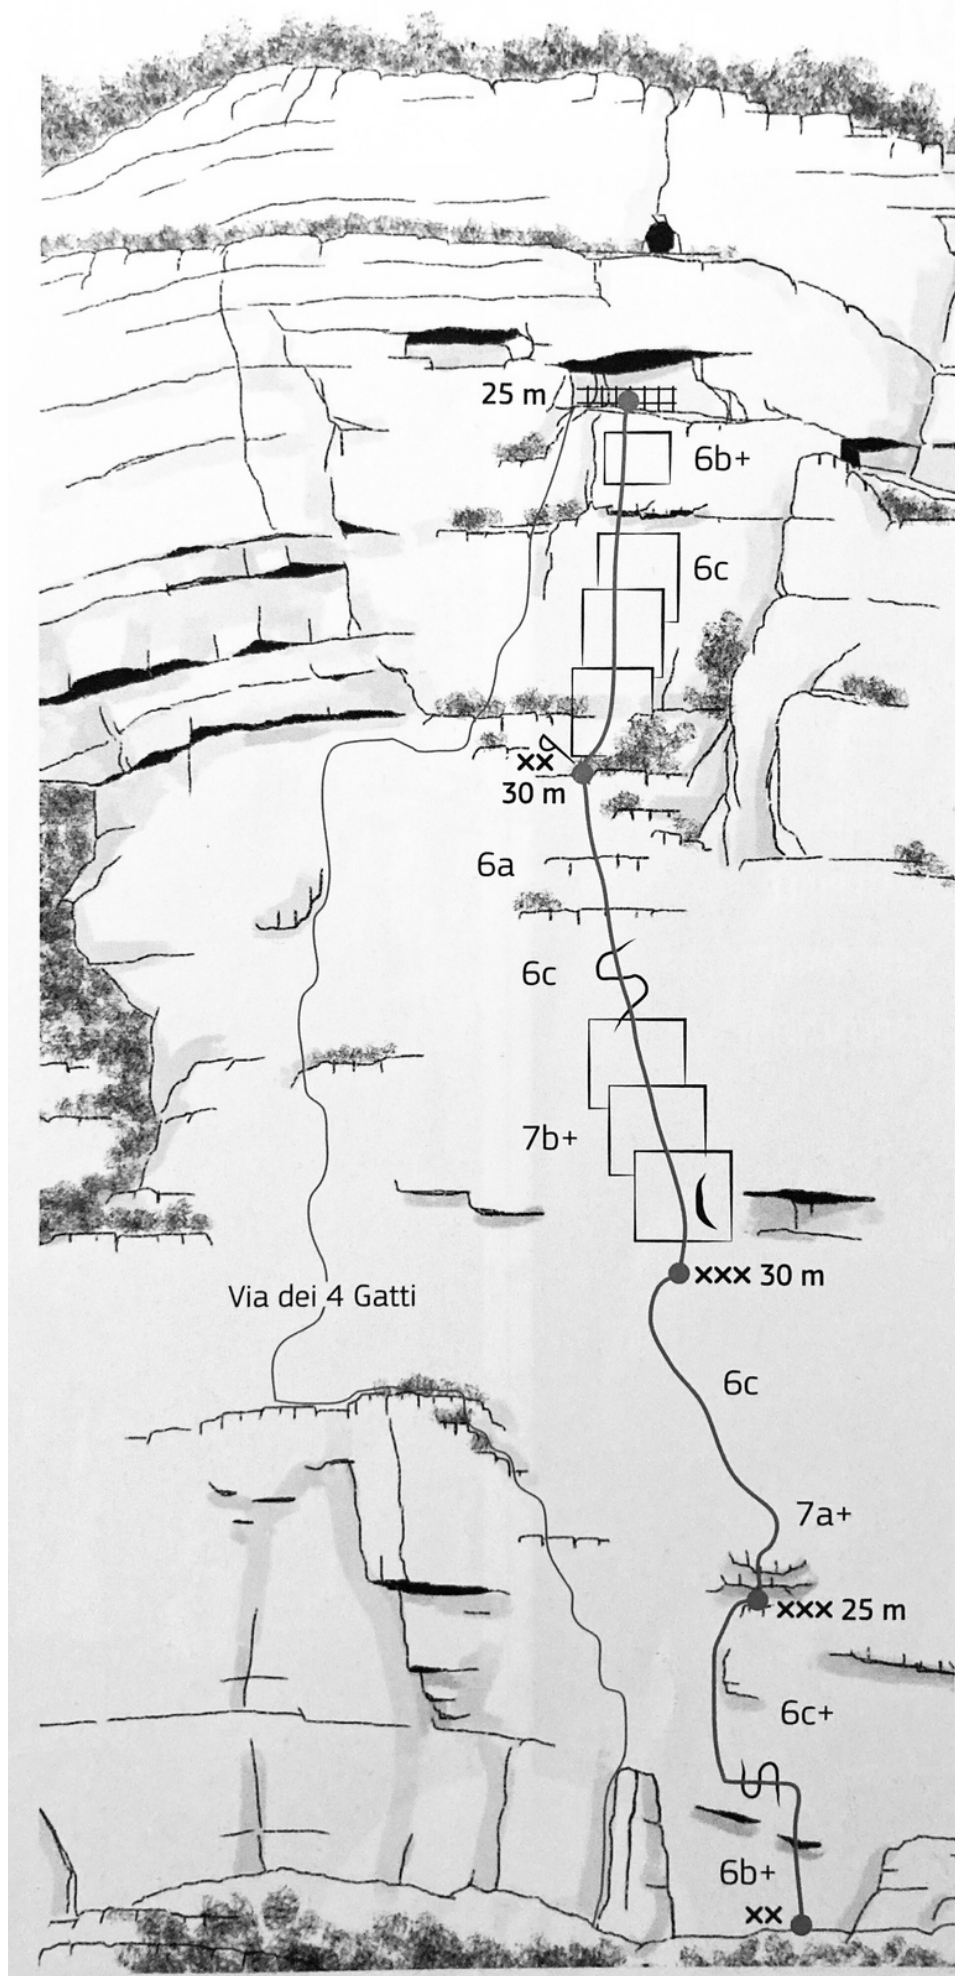 25 m
6b+
6c
xx
30 m
6a
6c
7b+
xxx 30 m
Via dei 4 Gatti
6c
7a+
xxx 25 m
6c+
6b+
xx